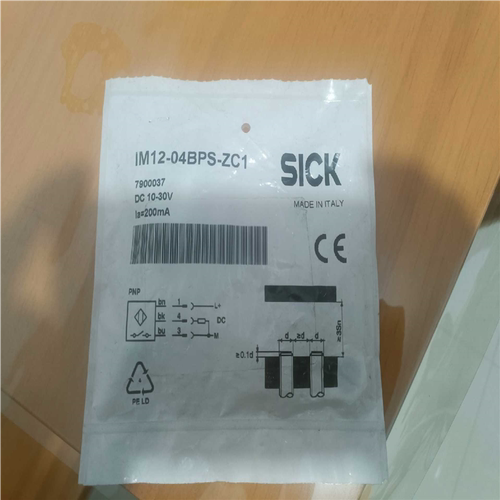 IM12-04BPS-ZC1
SICK
7900037
DC 10-30V
Ia=200mA
MADE IN ITALY
CE
PNP
bn 1 L+
bk 4 DC
bu 3 M
≥3Sn
d ≥d d
≥0.1d
PE LD